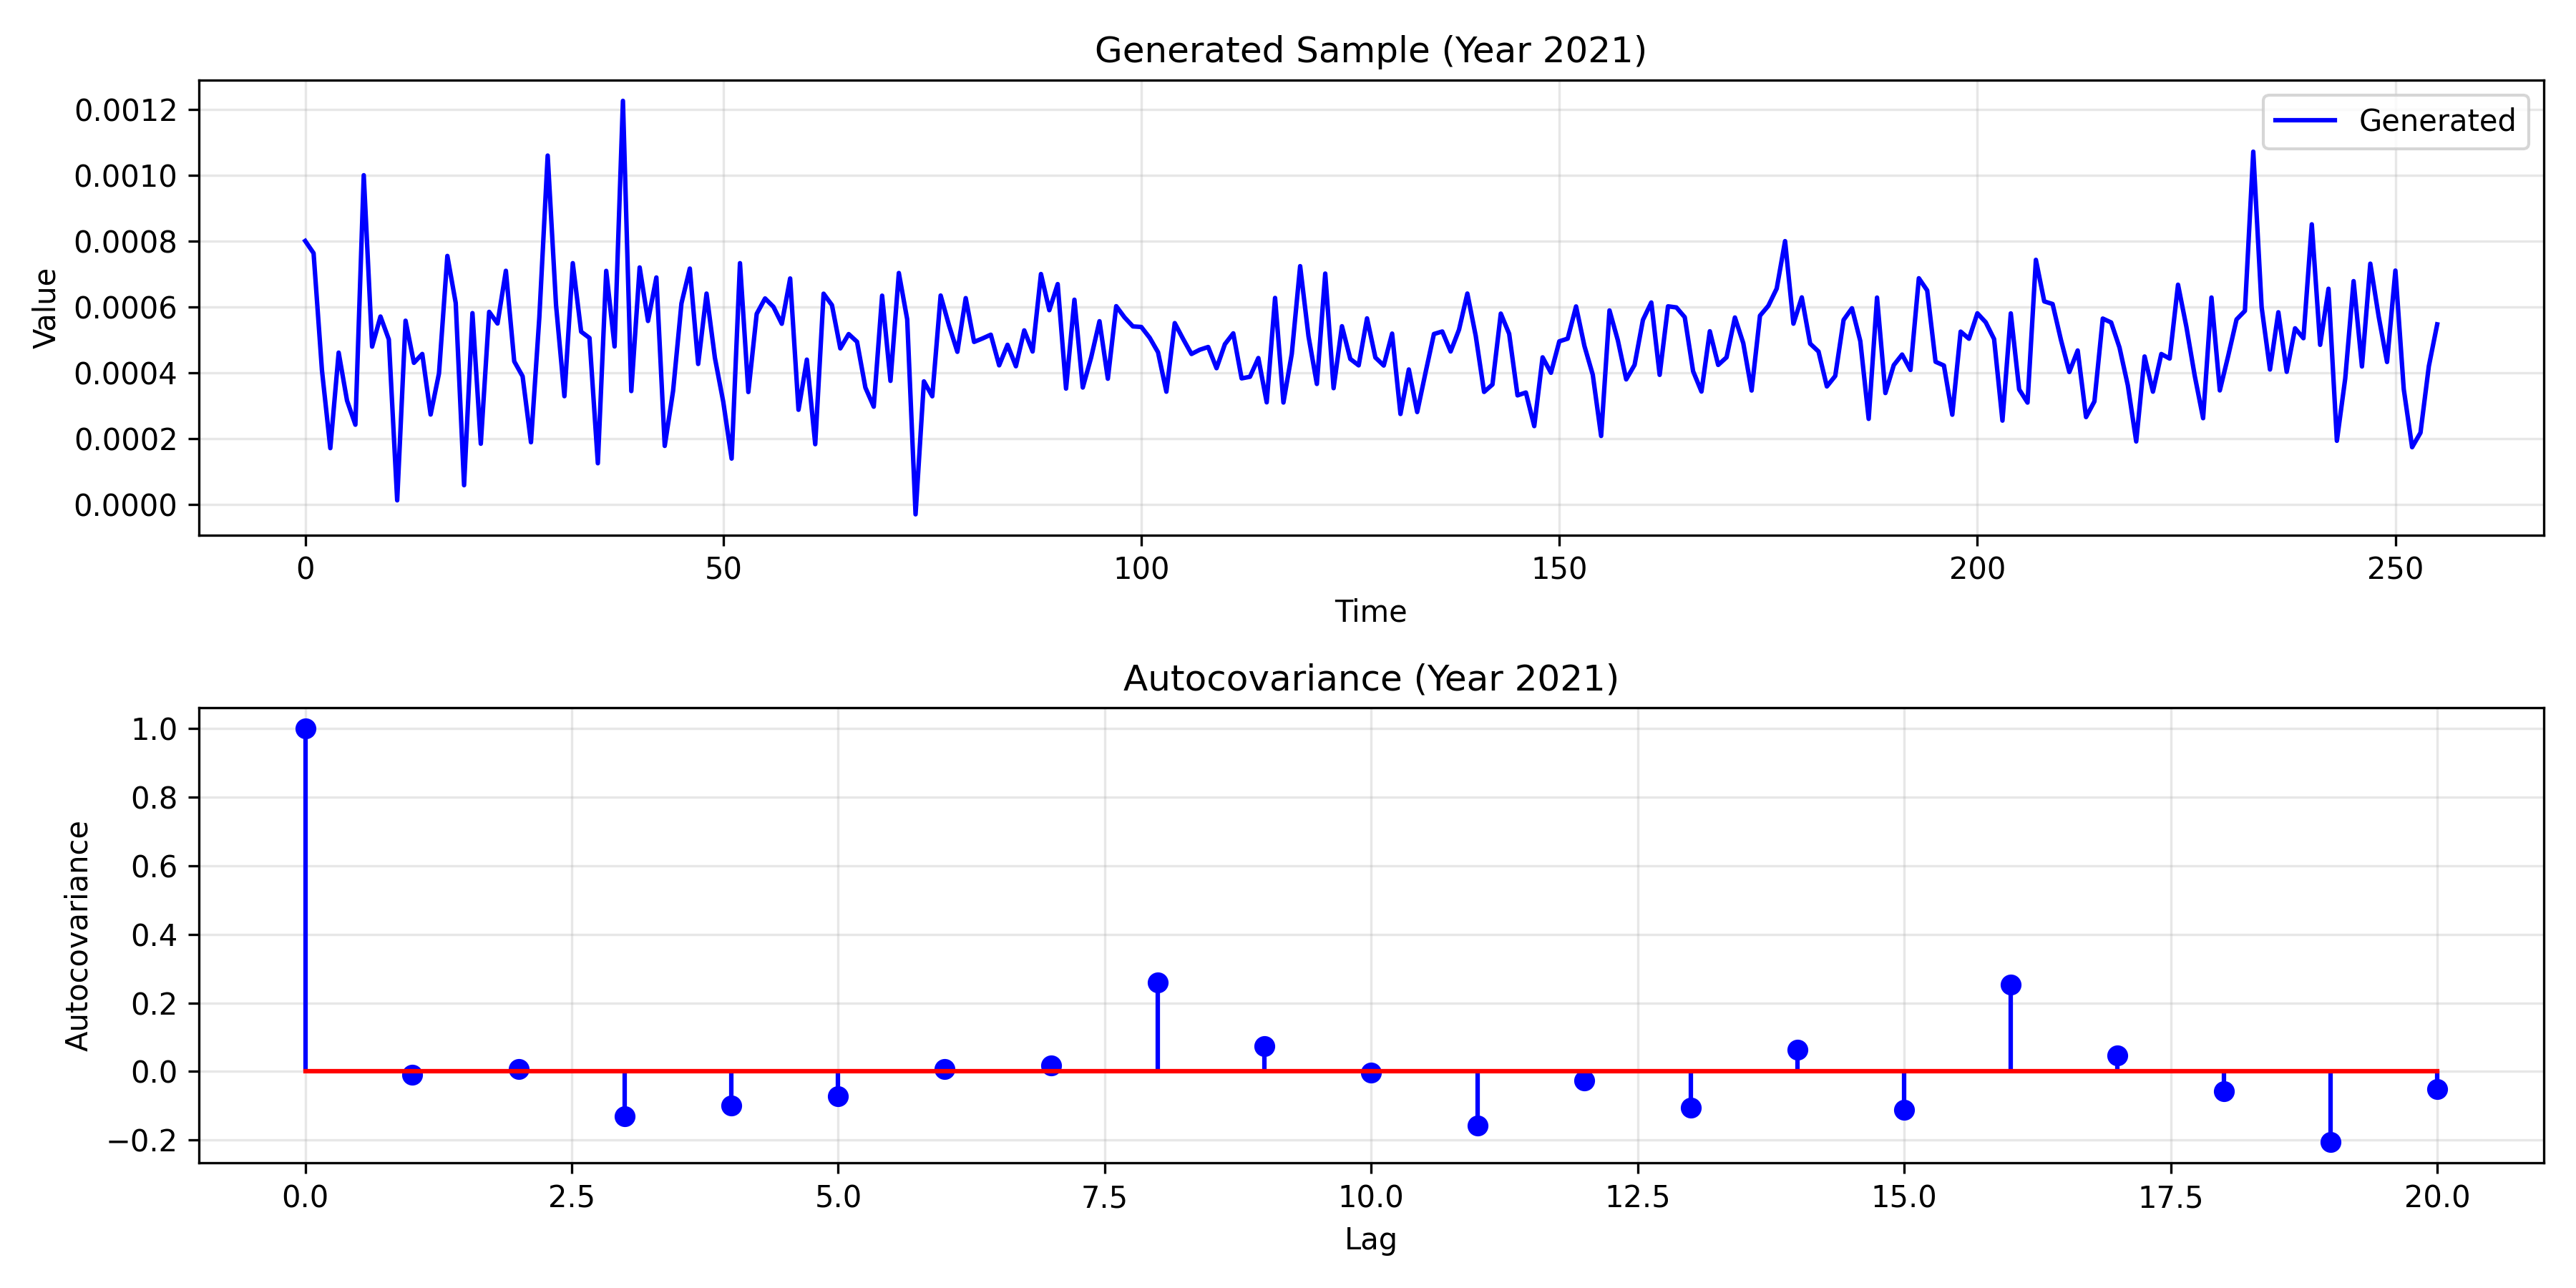 Generated Sample (Year 2021)
Value
0.0012
0.0010
0.0008
0.0006
0.0004
0.0002
0.0000
Generated
0 50 100 150 200 250
Time
Autocovariance (Year 2021)
Autocovariance
1.0
0.8
0.6
0.4
0.2
0.0
−0.2
0.0 2.5 5.0 7.5 10.0 12.5 15.0 17.5 20.0
Lag